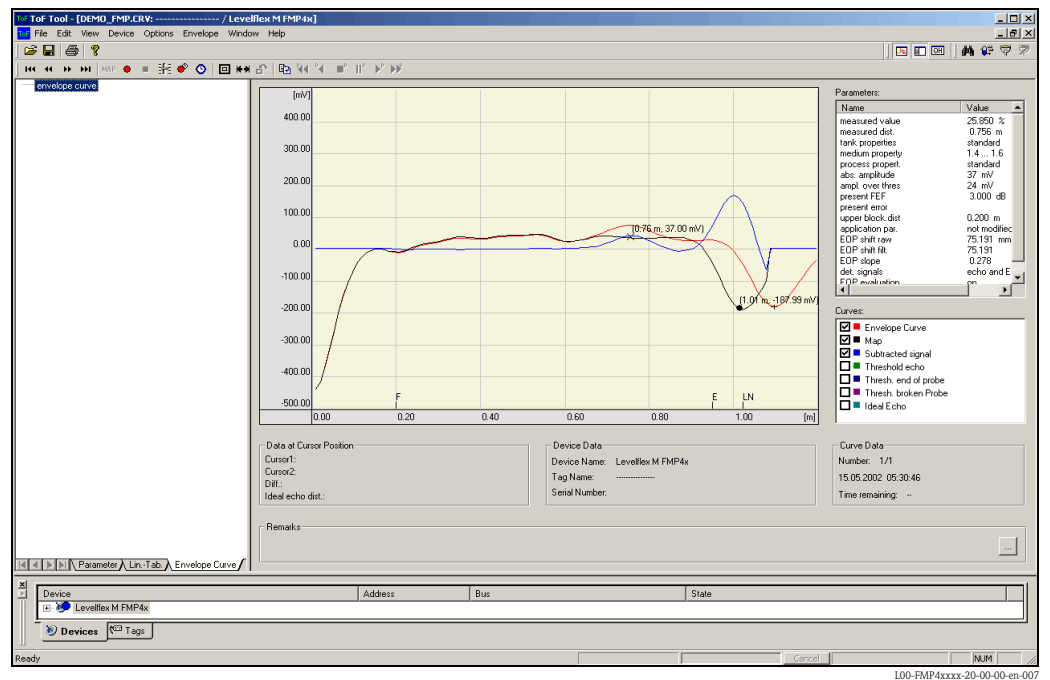 ToF Tool - [DEMO_FMP.CRV: ---------------- / Levelflex M FMP4x]
File Edit View Device Options Envelope Window Help
MAP
envelope curve
[mV]
400.00
300.00
200.00
100.00
0.00
-100.00
-200.00
-300.00
-400.00
-500.00
(0.76 m, 37.00 mV)
(1.01 m, -187.99 mV)
F E LN
0.00 0.20 0.40 0.60 0.80 1.00 [m]
Parameters:
Name Value
measured value 25.850 %
measured dist. 0.756 m
tank properties standard
medium property 1.4 ... 1.6
process propert. standard
abs. amplitude 37 mV
ampl. over thres 24 mV
present FEF 3.000 dB
present error
upper block.dist 0.200 m
application par. not modified
EOP shift raw 75.191 mm
EOP shift filt. 75.191
EOP slope 0.278
det. signals echo and E
EOP evaluation on
Curves:
Envelope Curve
Map
Subtracted signal
Threshold echo
Thresh. end of probe
Thresh. broken Probe
Ideal Echo
Data at Cursor Position
Cursor1:
Cursor2:
Diff.:
Ideal echo dist.:
Device Data
Device Name: Levelflex M FMP4x
Tag Name: ----------------
Serial Number:
Curve Data
Number: 1/1
15.05.2002 05:30:46
Time remaining: --
Remarks
...
Parameter Lin.-Tab. Envelope Curve
Device Address Bus State
Levelflex M FMP4x
Devices Tags
Ready Cancel NUM
L00-FMP4xxxx-20-00-00-en-007